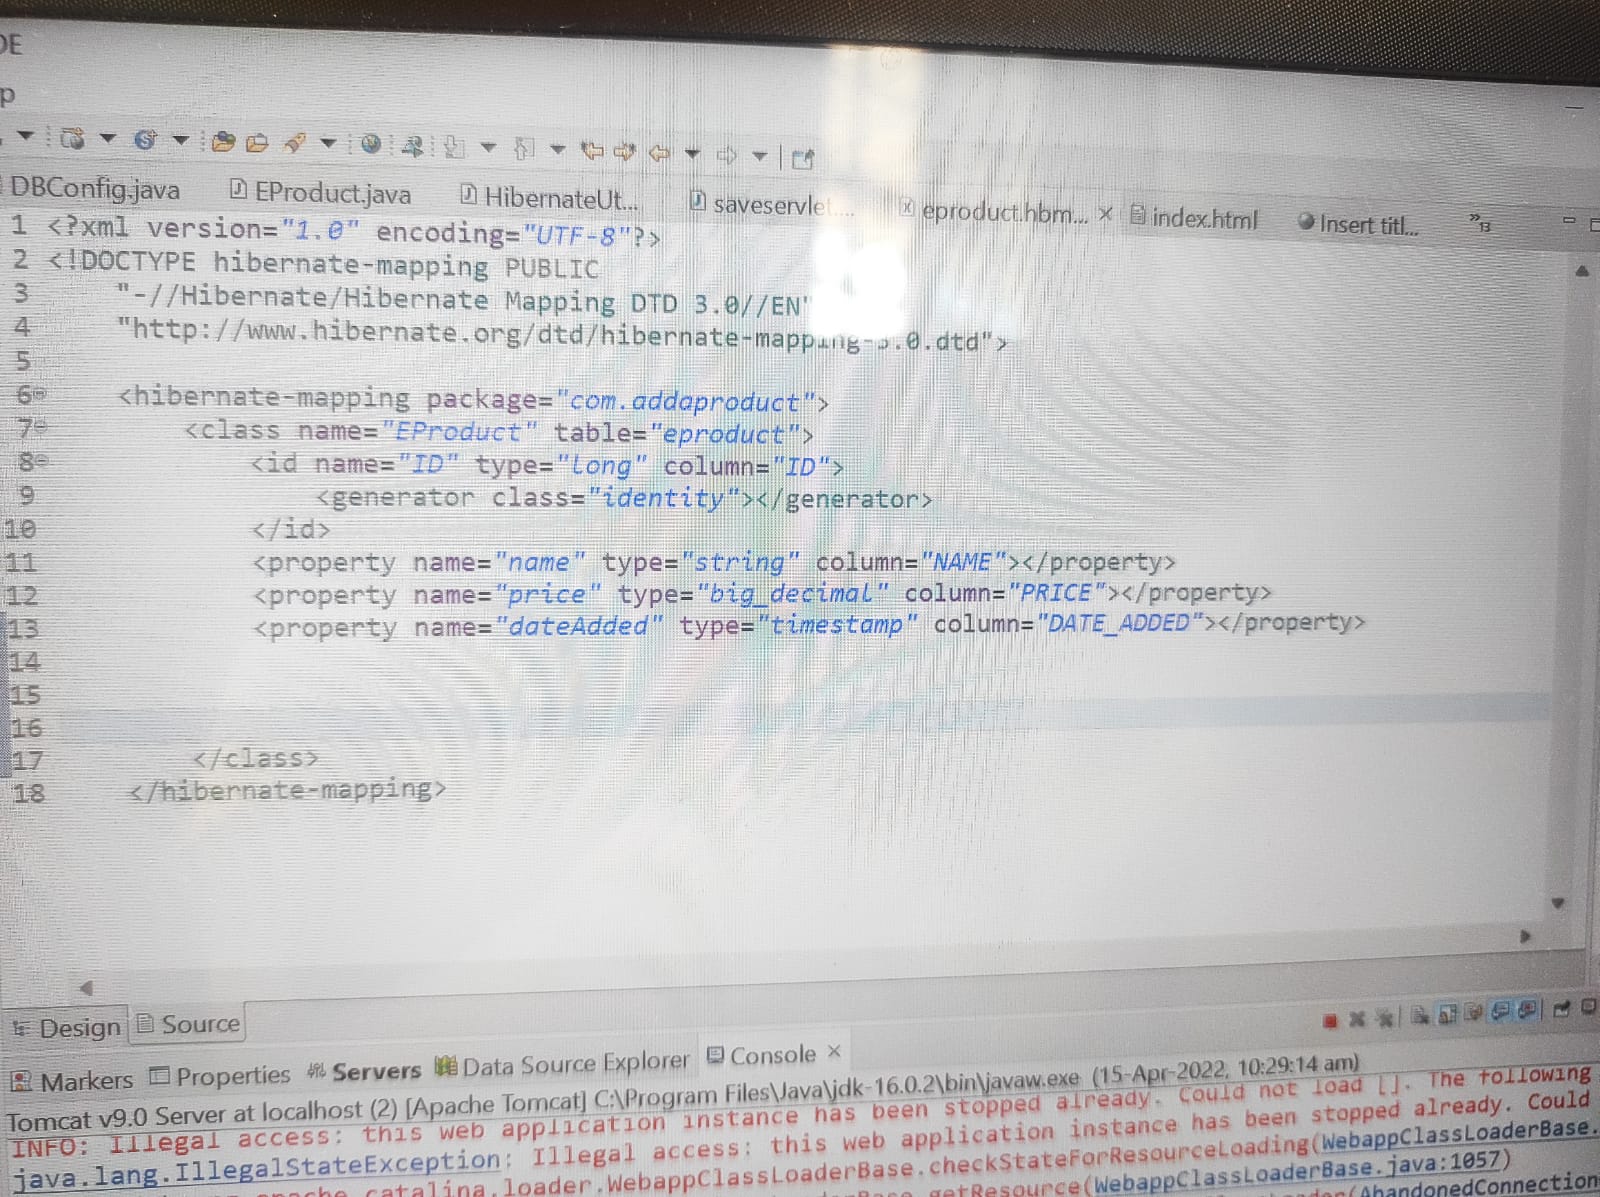 DE
p
DBConfig.java EProduct.java HibernateUt... saveservlet.... eproduct.hbm... index.html Insert titl... »13
1 <?xml version="1.0" encoding="UTF-8"?>
2 <!DOCTYPE hibernate-mapping PUBLIC
3 "-//Hibernate/Hibernate Mapping DTD 3.0//EN"
4 "http://www.hibernate.org/dtd/hibernate-mapping-3.0.dtd">
5
6 <hibernate-mapping package="com.addaproduct">
7 <class name="EProduct" table="eproduct">
8 <id name="ID" type="long" column="ID">
9 <generator class="identity"></generator>
10 </id>
11 <property name="name" type="string" column="NAME"></property>
12 <property name="price" type="big_decimal" column="PRICE"></property>
13 <property name="dateAdded" type="timestamp" column="DATE_ADDED"></property>
14
15
16
17 </class>
18 </hibernate-mapping>
Design Source
Markers Properties Servers Data Source Explorer Console
Tomcat v9.0 Server at localhost (2) [Apache Tomcat] C:\Program Files\Java\jdk-16.0.2\bin\javaw.exe (15-Apr-2022, 10:29:14 am)
INFO: Illegal access: this web application instance has been stopped already. Could not load []. The following
java.lang.IllegalStateException: Illegal access: this web application instance has been stopped already. Could
catalina.loader.WebappClassLoaderBase.checkStateForResourceLoading(WebappClassLoaderBase.java:1057)
getResource(WebappClassLoaderBase.
(AbandonedConnection